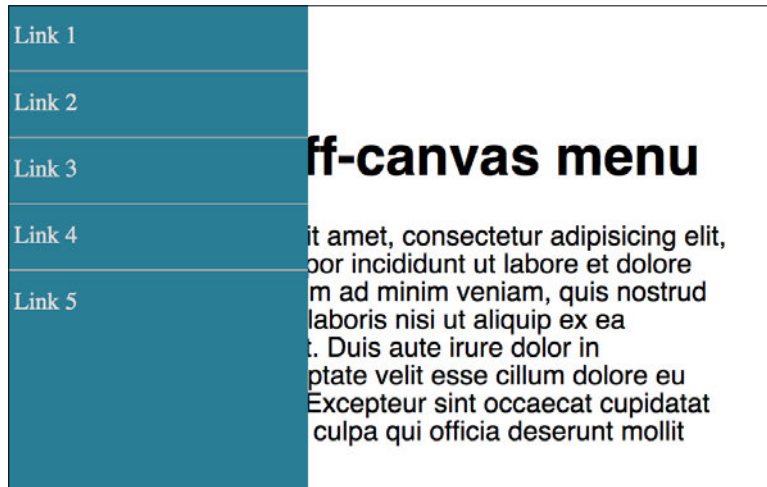 Link 1
Link 2
Link 3
Link 4
Link 5
ff-canvas menu
it amet, consectetur adipisicing elit,
por incididunt ut labore et dolore
m ad minim veniam, quis nostrud
laboris nisi ut aliquip ex ea
t. Duis aute irure dolor in
ptate velit esse cillum dolore eu
Excepteur sint occaecat cupidatat
culpa qui officia deserunt mollit